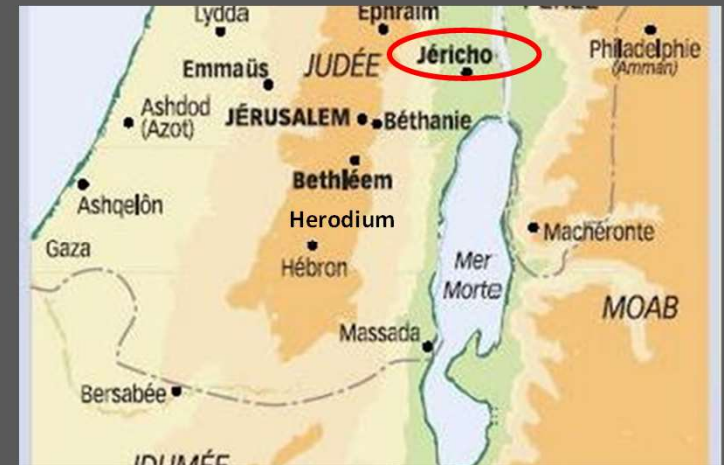 Lydda
Ephraïm
Jéricho
Philadelphie
(Amman)
Emmaüs
JUDÉE
Ashdod
(Azot)
JÉRUSALEM
Béthanie
Bethléem
Ashqelôn
Herodium
Machéronte
Gaza
Hébron
Mer
Morte
MOAB
Massada
Bersabée